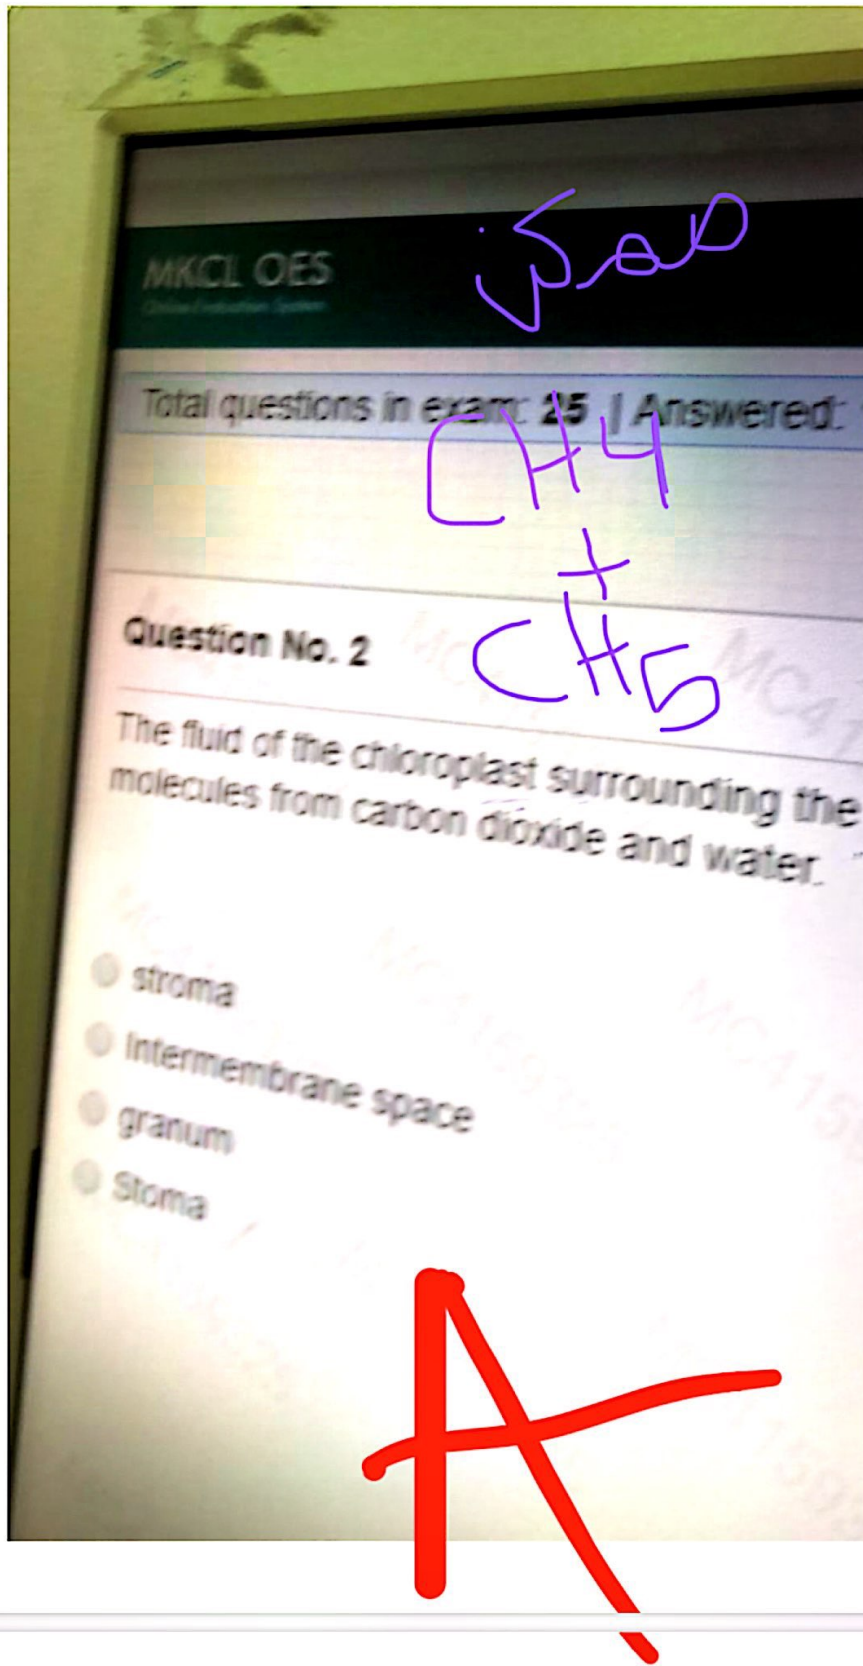 MKCL OES
Total questions in exam: 25 | Answered:
CH4
+
CH5
Question No. 2
The fluid of the chloroplast surrounding the
molecules from carbon dioxide and water.
stroma
Intermembrane space
granum
Stoma
A